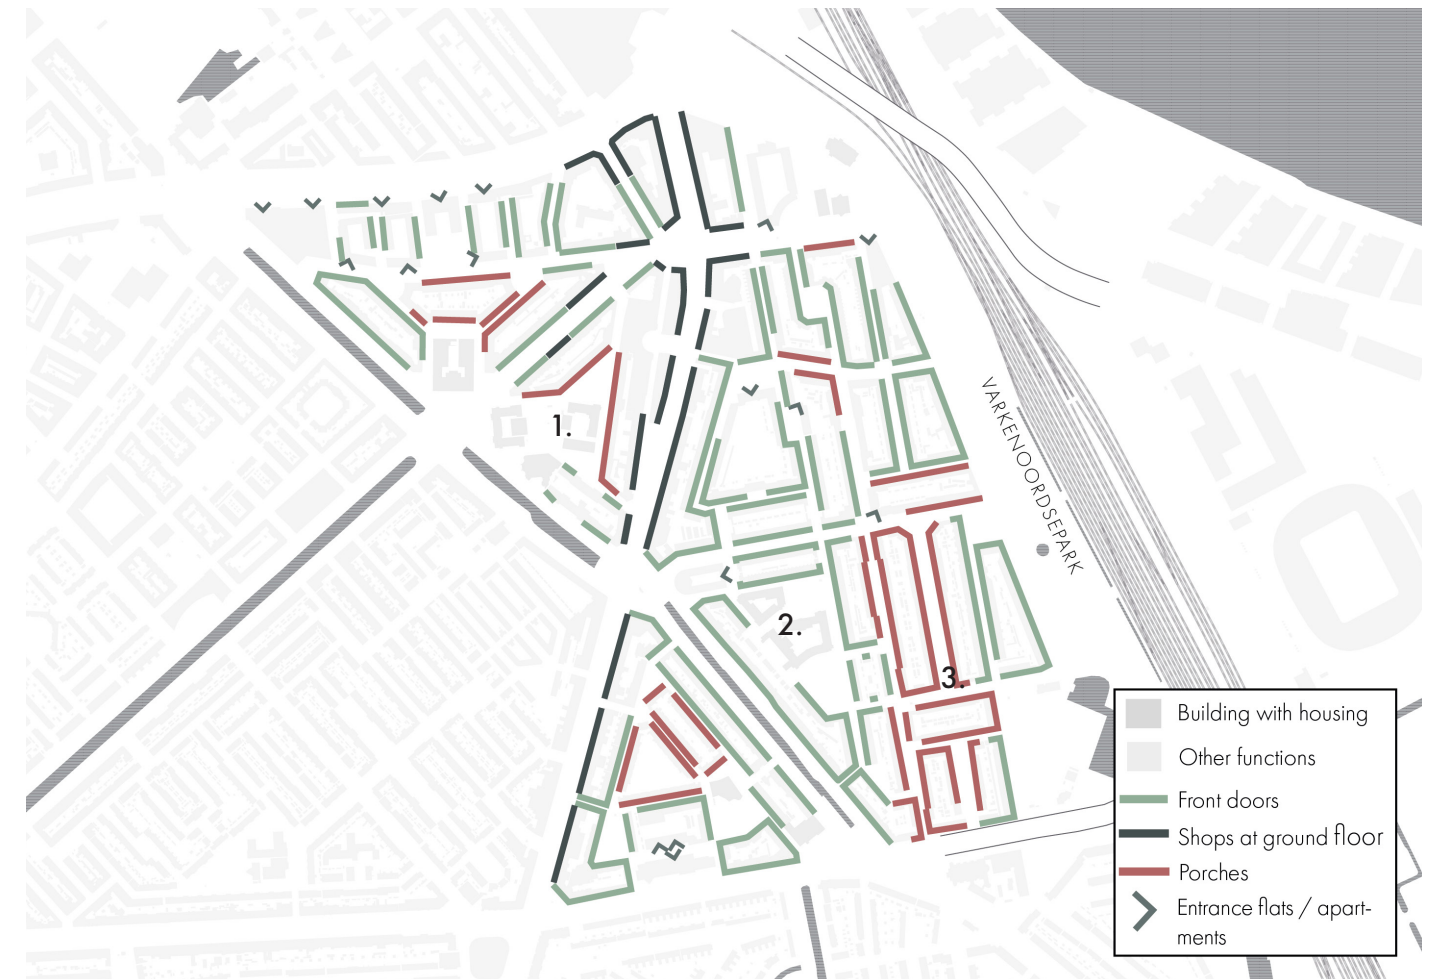 1.
VARKENOORDSEPARK
2.
3.
Building with housing
Other functions
Front doors
Shops at ground floor
Porches
Entrance flats / apart-
ments